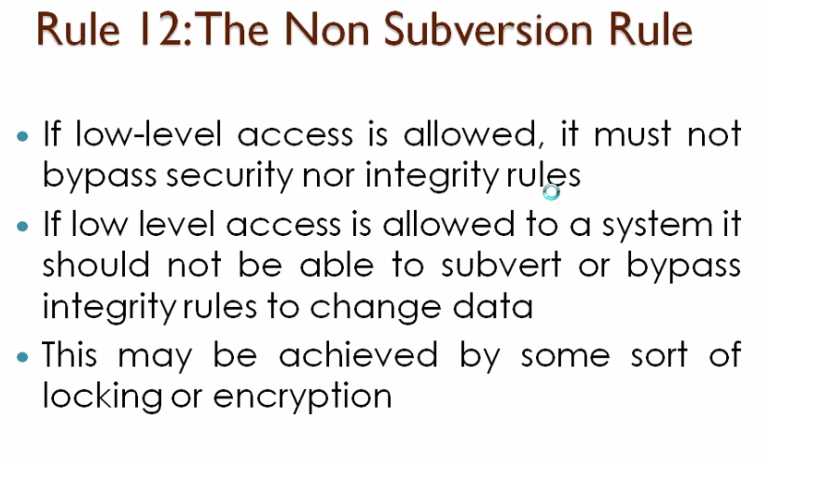 Rule 12:The Non Subversion Rule
• If low-level access is allowed, it must not
bypass security nor integrity rules
• If low level access is allowed to a system it
should not be able to subvert or bypass
integrity rules to change data
• This may be achieved by some sort of
locking or encryption